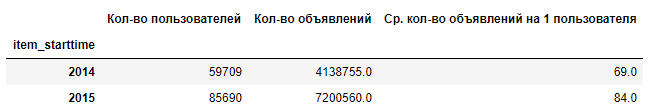 Кол-во пользователей Кол-во объявлений Ср. кол-во объявлений на 1 пользователя
item_starttime
2014 59709 4138755.0 69.0
2015 85690 7200560.0 84.0